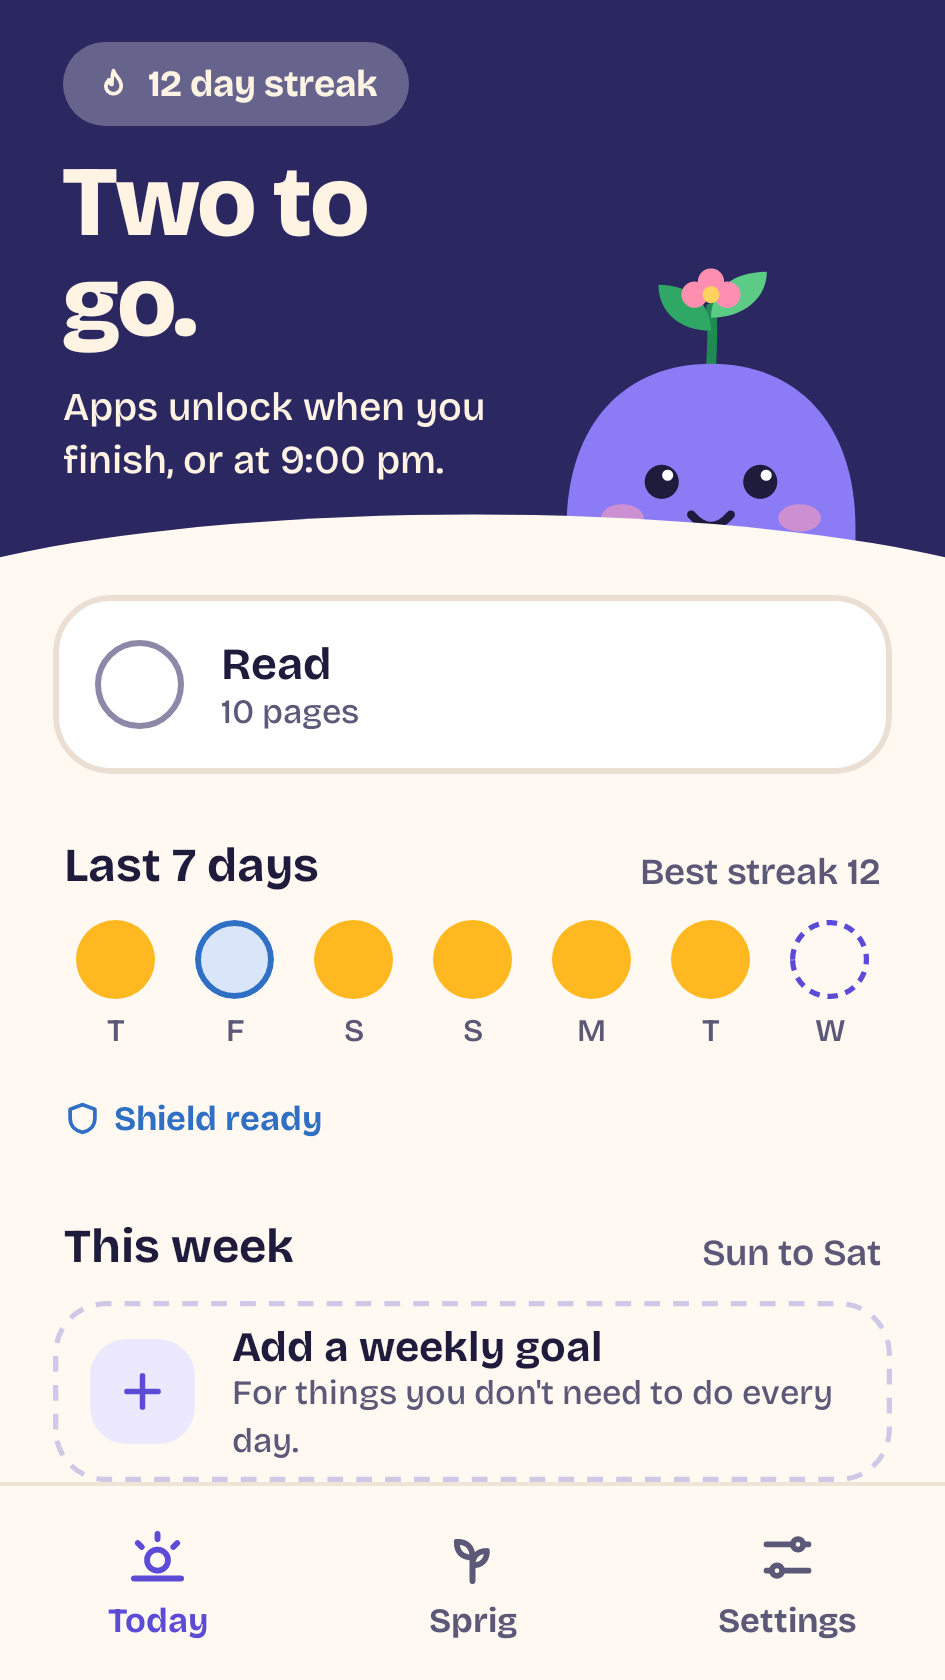 12 day streak
Two to
go.
Apps unlock when you
finish, or at 9:00 pm.
Read
10 pages
Last 7 days
Best streak 12
T F S S M T W
Shield ready
This week
Sun to Sat
Add a weekly goal
For things you don't need to do every
day.
Today Sprig Settings